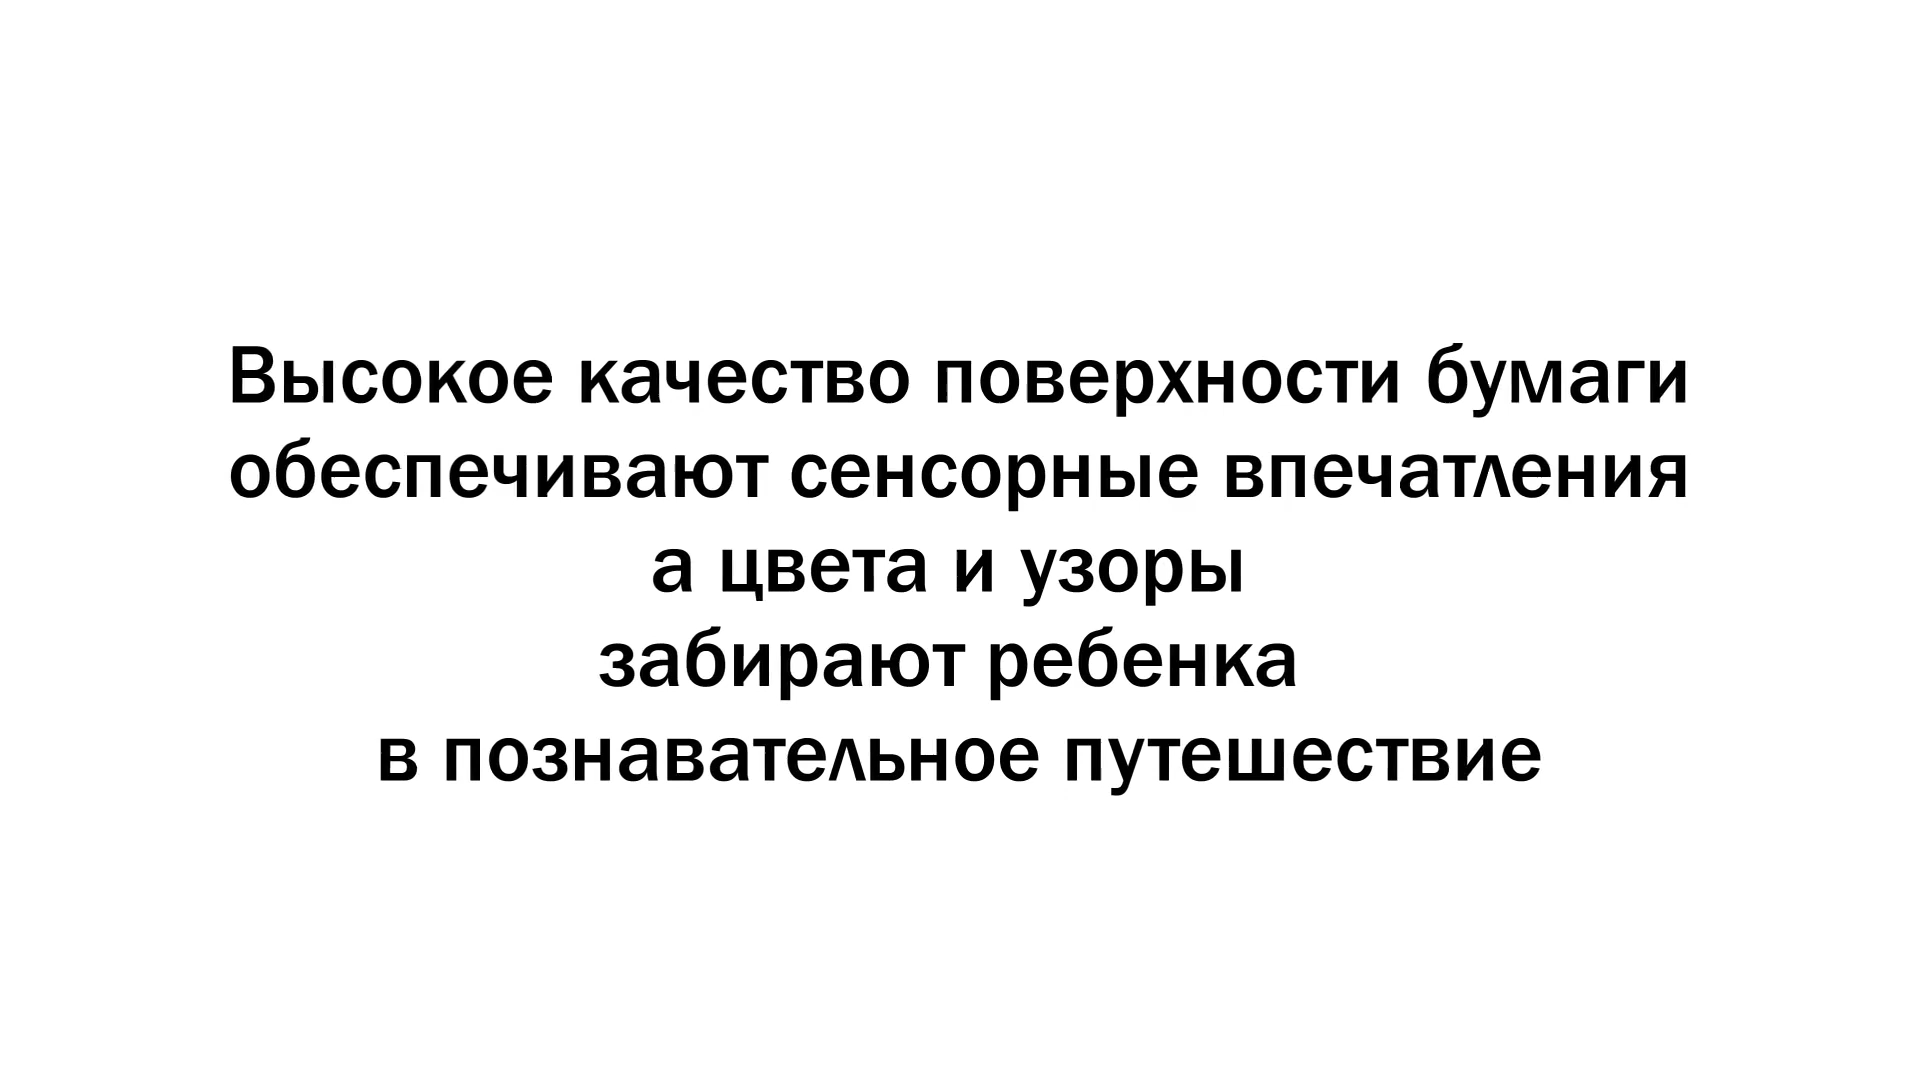 Высокое качество поверхности бумаги
обеспечивают сенсорные впечатления
а цвета и узоры
забирают ребенка
в познавательное путешествие